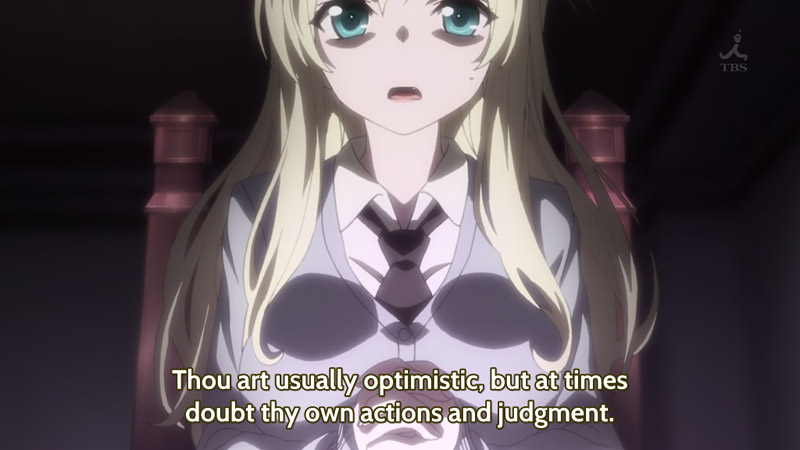 TBS
Thou art usually optimistic, but at times
doubt thy own actions and judgment.